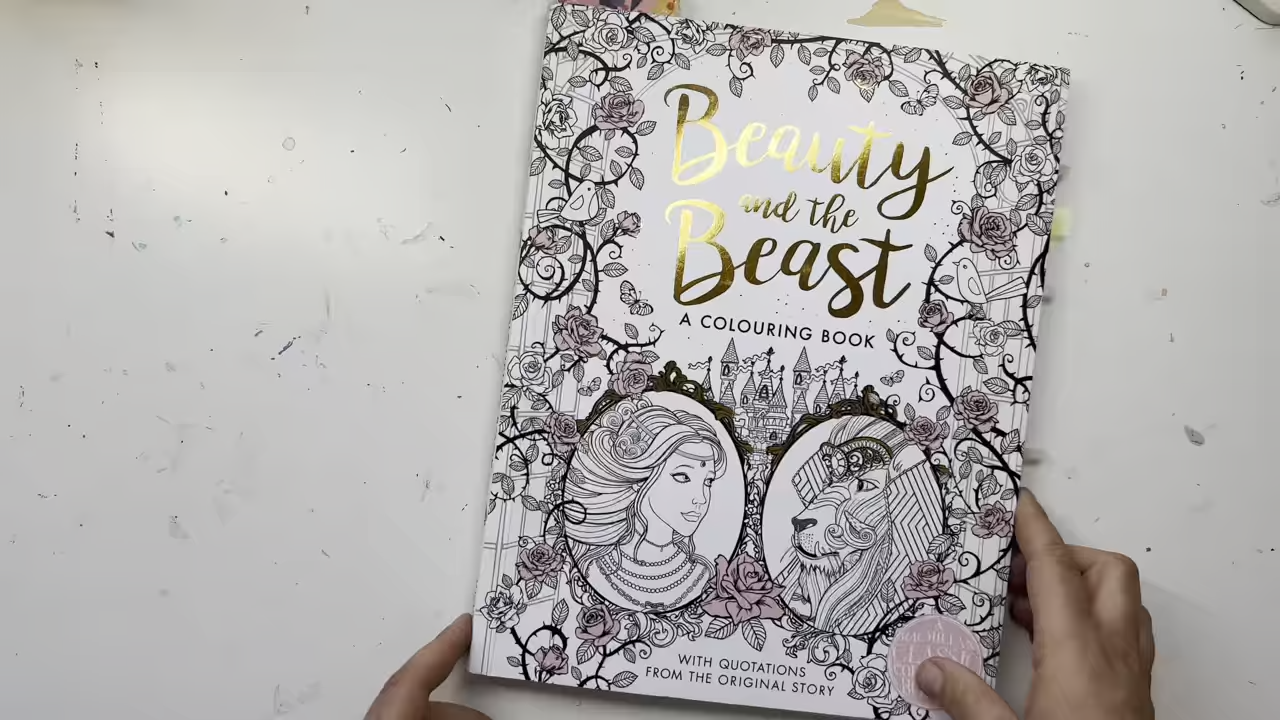 Beauty
and the
Beast
A COLOURING BOOK
WITH QUOTATIONS
FROM THE ORIGINAL STORY